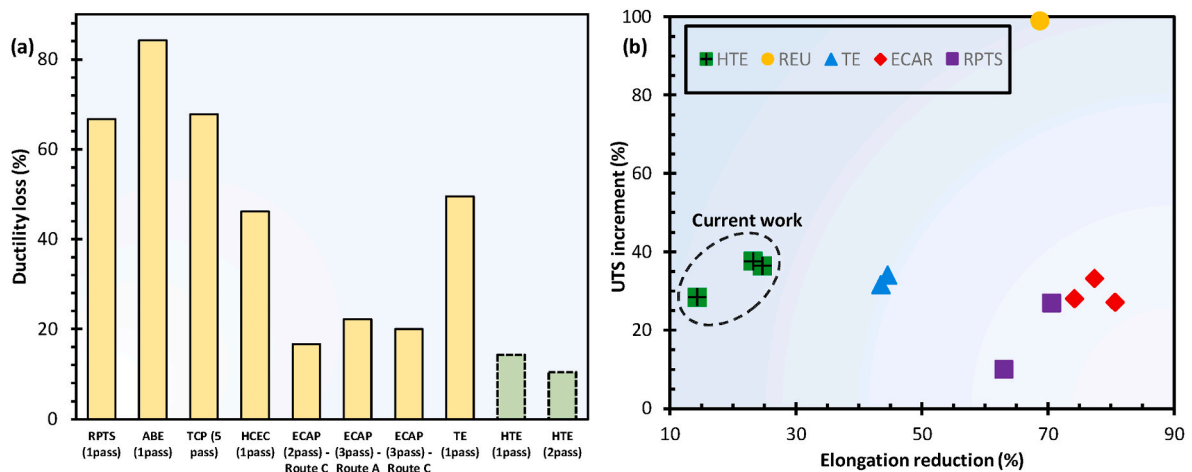 (a)
Ductility loss (%)
80
60
40
20
0
RPTS
(1pass)
ABE
(1pass)
TCP (5
pass)
HCEC
(1pass)
ECAP
(2pass) -
Route C
ECAP
(3pass) -
Route A
ECAP
(3pass) -
Route C
TE
(1pass)
HTE
(1pass)
HTE
(2pass)
(b)
UTS increment (%)
100
80
60
40
20
0
HTE REU TE ECAR RPTS
Current work
10 30 50 70 90
Elongation reduction (%)